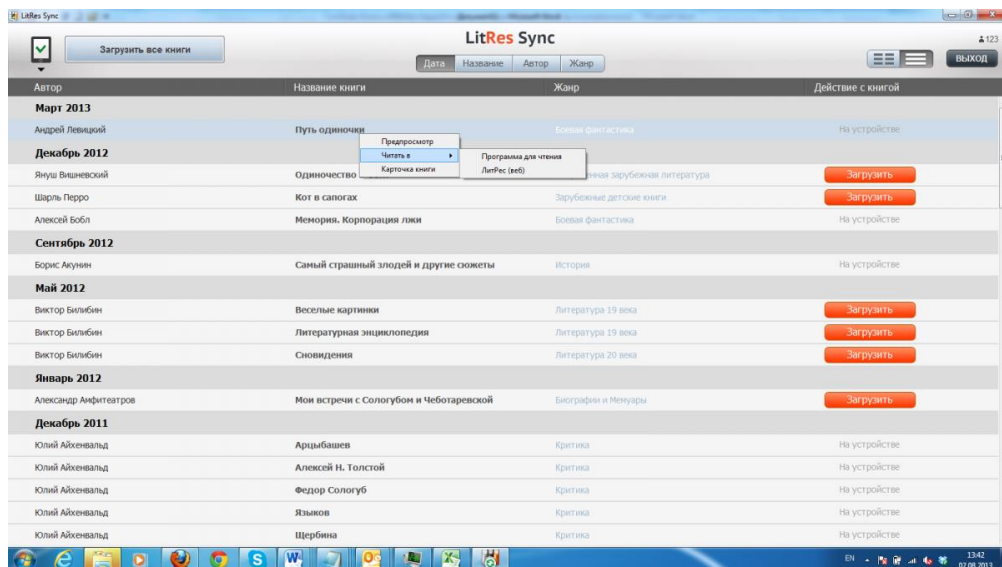 LitRes Sync
Загрузить все книги
LitRes Sync
123
Дата Название Автор Жанр
ВЫХОД
Автор Название книги Жанр Действие с книгой
Март 2013
Андрей Левицкий Путь одиночки Боевая фантастика На устройстве
Предпросмотр
Читать в
Карточка книги
Программа для чтения
ЛитРес (веб)
Декабрь 2012
Януш Вишневский Одиночество зарубежная литература Загрузить
Шарль Перро Кот в сапогах Зарубежные детские книги Загрузить
Алексей Бобл Мемория. Корпорация лжи Боевая фантастика На устройстве
Сентябрь 2012
Борис Акунин Самый страшный злодей и другие сюжеты История На устройстве
Май 2012
Виктор Билибин Веселые картинки Литература 19 века Загрузить
Виктор Билибин Литературная энциклопедия Литература 19 века Загрузить
Виктор Билибин Сновидения Литература 20 века Загрузить
Январь 2012
Александр Амфитеатров Мои встречи с Сологубом и Чеботаревской Биографии и Мемуары Загрузить
Декабрь 2011
Юлий Айхенвальд Арцыбашев Критика На устройстве
Юлий Айхенвальд Алексей Н. Толстой Критика На устройстве
Юлий Айхенвальд Федор Сологуб Критика На устройстве
Юлий Айхенвальд Языков Критика На устройстве
Юлий Айхенвальд Щербина Критика На устройстве
EN 13:42
02.08.2013